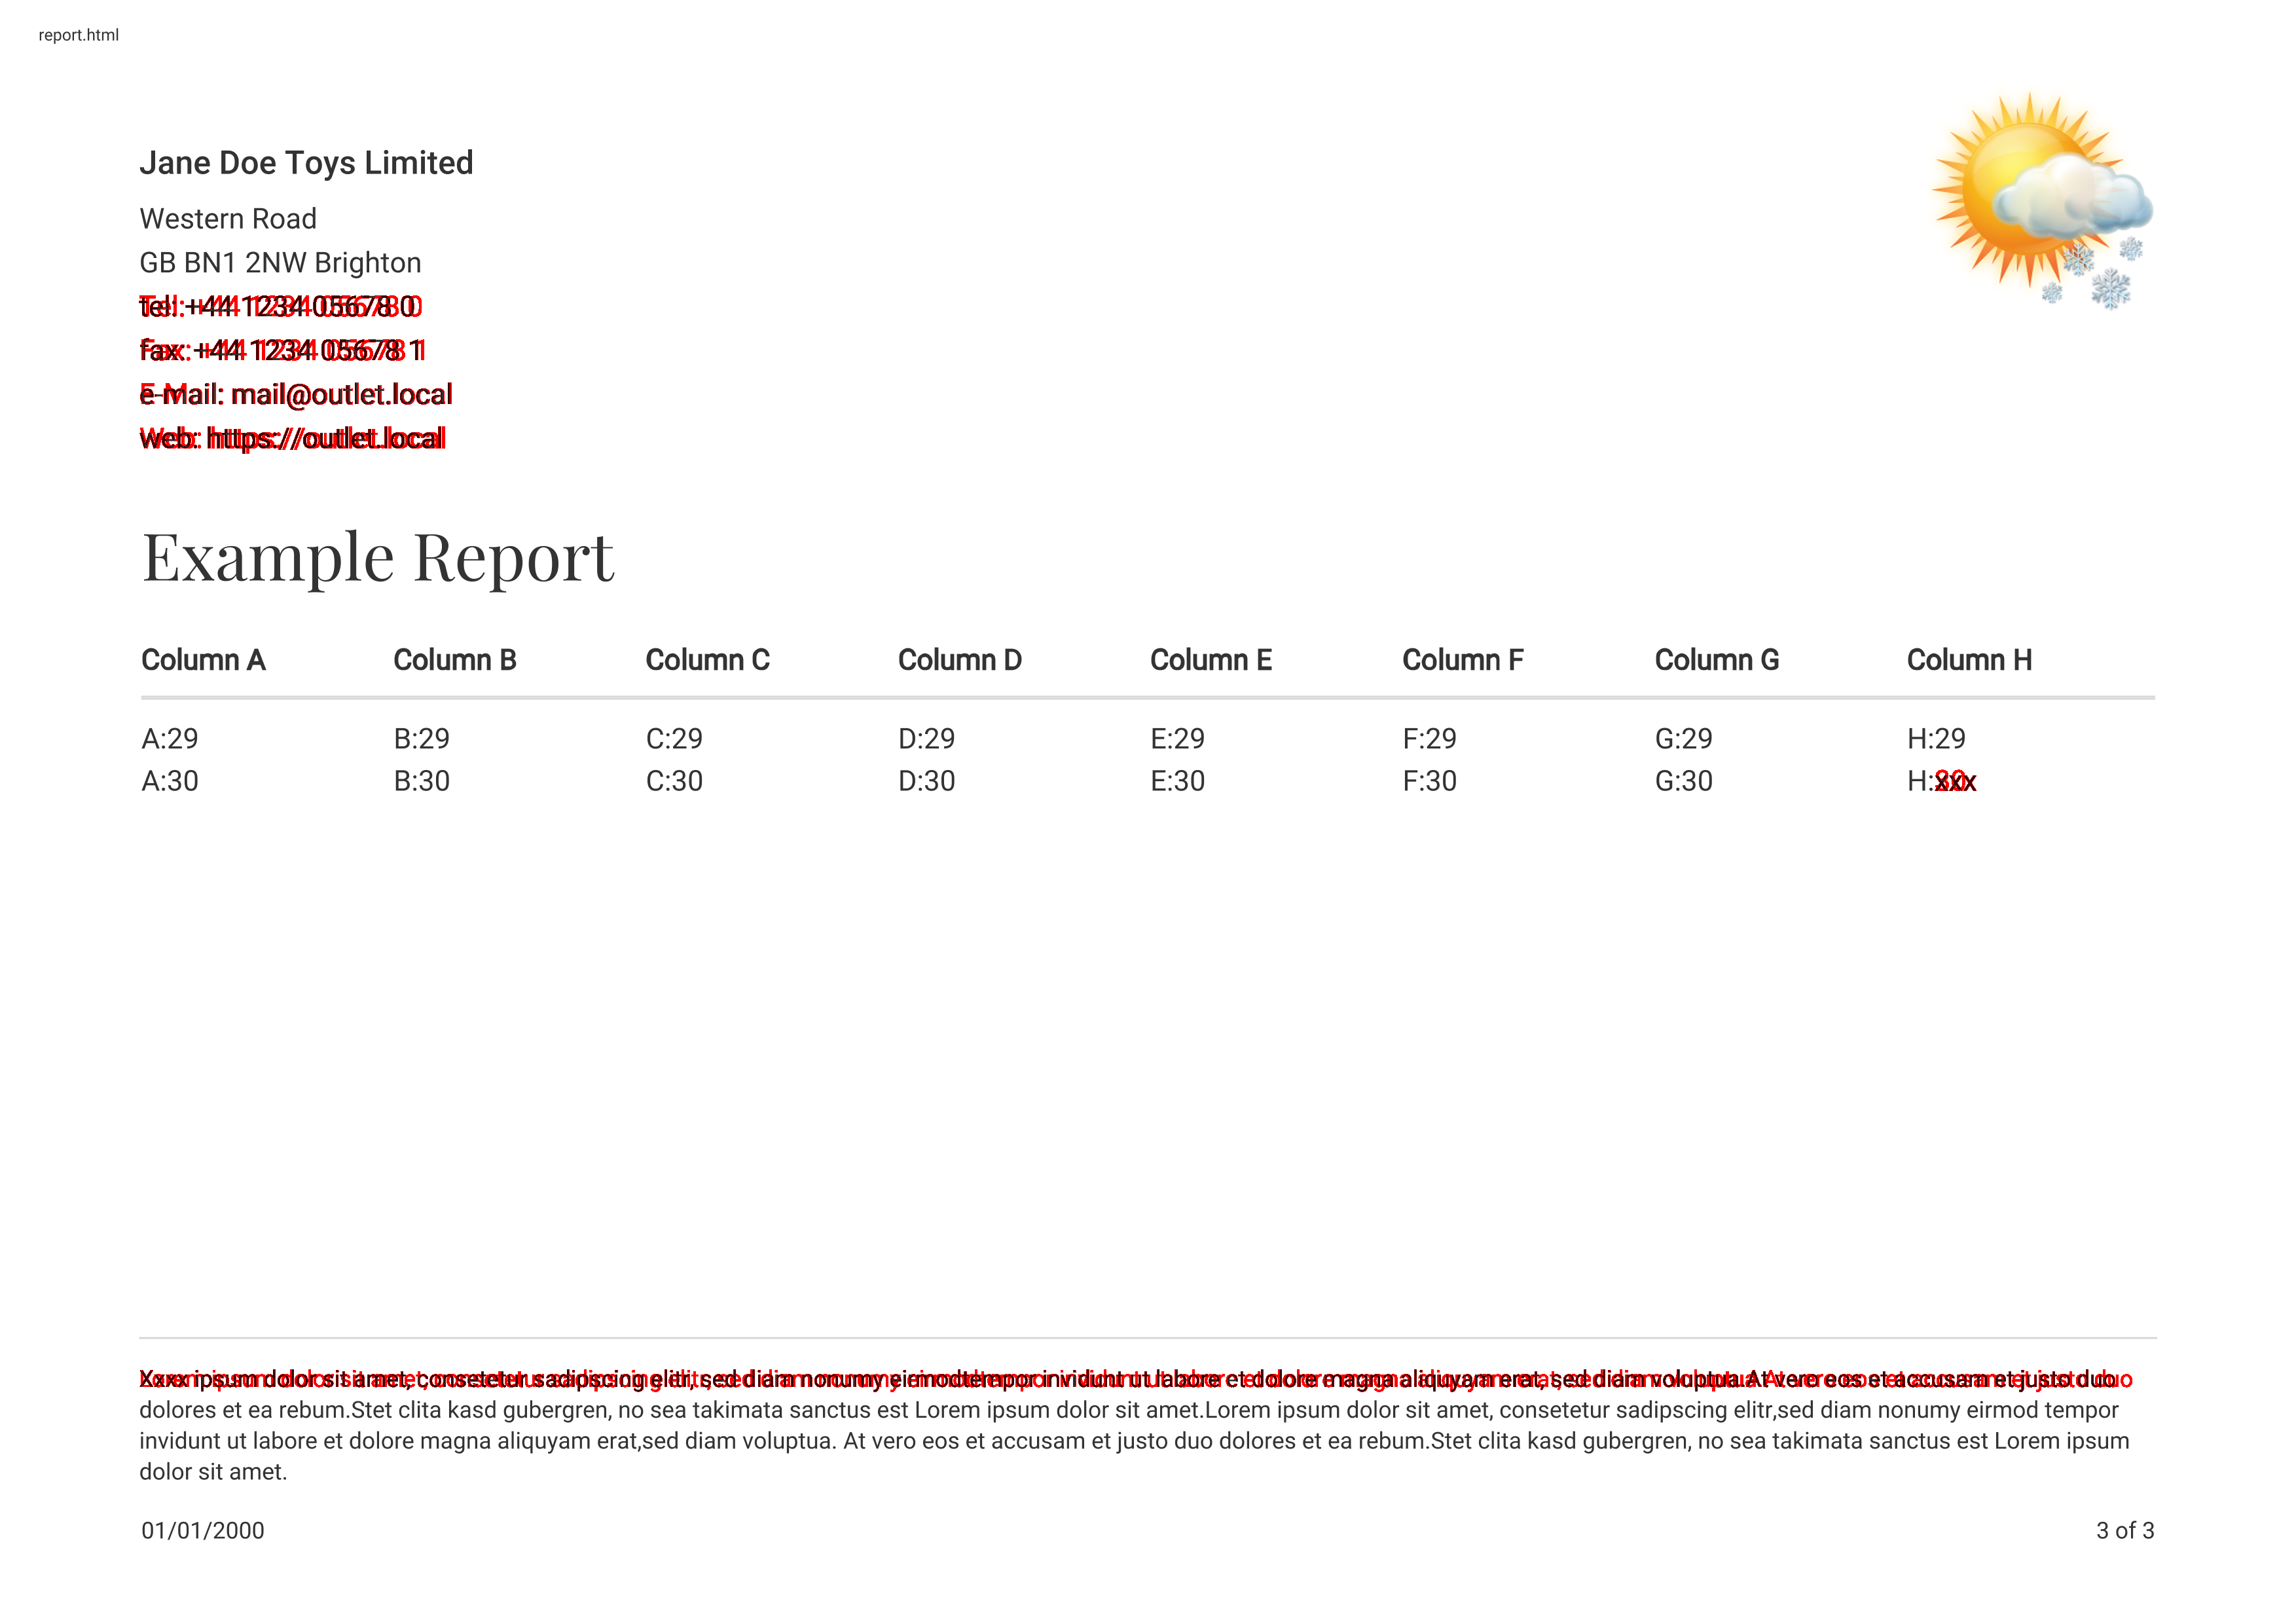 report.html
Jane Doe Toys Limited
Western Road
GB BN1 2NW Brighton
tel: +44 1234 05678 0
fax: +44 1234 05678 1
e-mail: mail@outlet.local
web: https://outlet.local
Example Report
Column A Column B Column C Column D Column E Column F Column G Column H
A:29 B:29 C:29 D:29 E:29 F:29 G:29 H:29
A:30 B:30 C:30 D:30 E:30 F:30 G:30 H:xxx
Xxxx ipsum dolor sit amet, consetetur sadipscing elitr, sed diam nonumy eirmod tempor invidunt ut labore et dolore magna aliquyam erat, sed diam voluptua. At vero eos et accusam et justo duo
dolores et ea rebum.Stet clita kasd gubergren, no sea takimata sanctus est Lorem ipsum dolor sit amet.Lorem ipsum dolor sit amet, consetetur sadipscing elitr,sed diam nonumy eirmod tempor
invidunt ut labore et dolore magna aliquyam erat,sed diam voluptua. At vero eos et accusam et justo duo dolores et ea rebum.Stet clita kasd gubergren, no sea takimata sanctus est Lorem ipsum
dolor sit amet.
01/01/2000 3 of 3